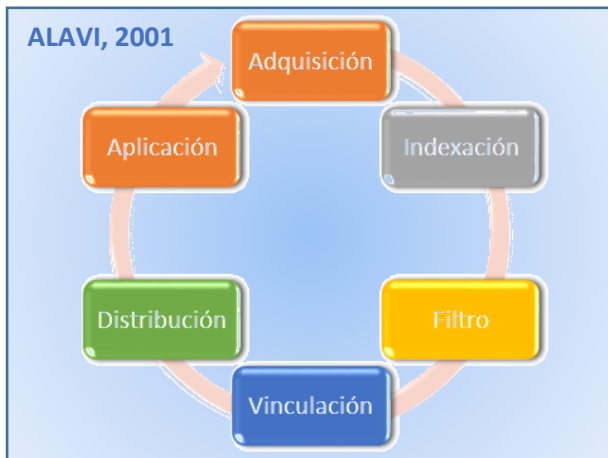 ALAVI, 2001
Adquisición
Aplicación
Indexación
Distribución
Filtro
Vinculación